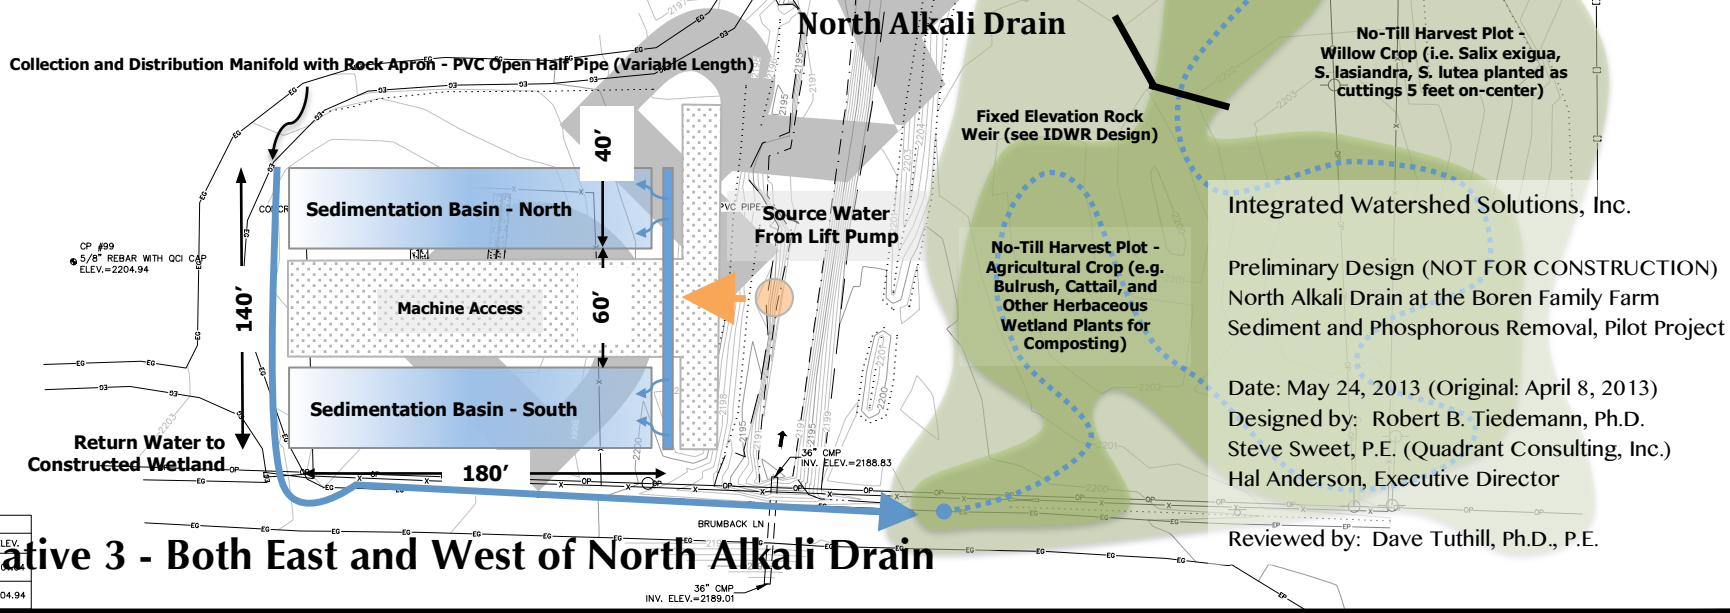 North Alkali Drain
Collection and Distribution Manifold with Rock Apron - PVC Open Half Pipe (Variable Length)
No-Till Harvest Plot -
Willow Crop (i.e. Salix exigua,
S. lasiandra, S. lutea planted as
cuttings 5 feet on-center)
Fixed Elevation Rock
Weir (see IDWR Design)
40’
Sedimentation Basin - North
PVC PIPE
Source Water
From Lift Pump
CP #99
5/8" REBAR WITH QCI CAP
ELEV.=2204.94
140’
Machine Access
60’
No-Till Harvest Plot -
Agricultural Crop (e.g.
Bulrush, Cattail, and
Other Herbaceous
Wetland Plants for
Composting)
Sedimentation Basin - South
Return Water to
Constructed Wetland
180’
36" CMP
INV. ELEV.=2188.83
BRUMBACK LN
36" CMP
INV. ELEV.=2189.01
Integrated Watershed Solutions, Inc.
Preliminary Design (NOT FOR CONSTRUCTION)
North Alkali Drain at the Boren Family Farm
Sediment and Phosphorous Removal, Pilot Project
Date: May 24, 2013 (Original: April 8, 2013)
Designed by: Robert B. Tiedemann, Ph.D.
Steve Sweet, P.E. (Quadrant Consulting, Inc.)
Hal Anderson, Executive Director
Reviewed by: Dave Tuthill, Ph.D., P.E.
ative 3 - Both East and West of North Alkali Drain
LEV.
04.94